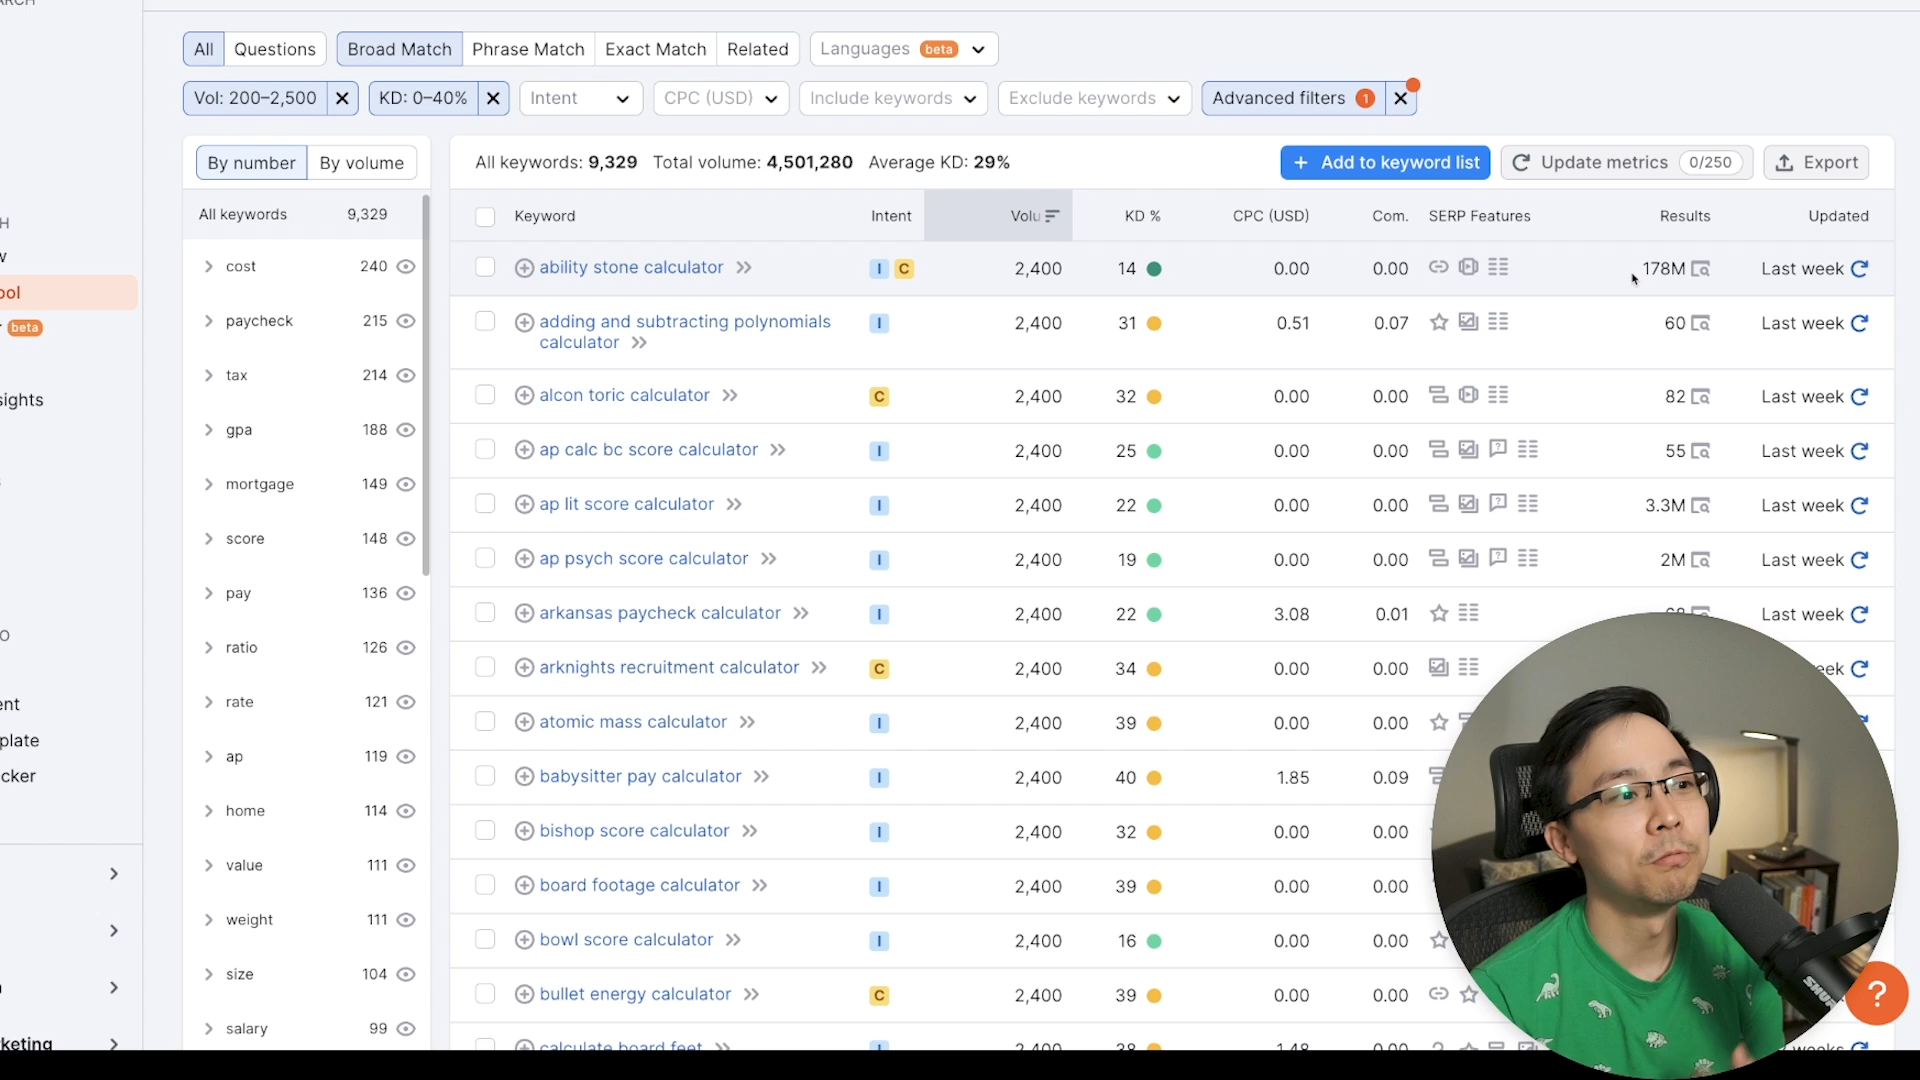 All Questions Broad Match Phrase Match Exact Match Related Languages beta
Vol: 200–2,500 KD: 0–40% Intent CPC (USD) Include keywords Exclude keywords Advanced filters 1
By number By volume All keywords: 9,329 Total volume: 4,501,280 Average KD: 29% + Add to keyword list Update metrics 0/250 Export
All keywords 9,329
cost 240
paycheck 215
beta
tax 214
gpa 188
mortgage 149
score 148
pay 136
ratio 126
rate 121
ap 119
home 114
value 111
weight 111
size 104
salary 99
Keyword Intent Volu KD % CPC (USD) Com. SERP Features Results Updated
ability stone calculator I C 2,400 14 0.00 0.00 178M Last week
adding and subtracting polynomials
calculator I 2,400 31 0.51 0.07 60 Last week
alcon toric calculator C 2,400 32 0.00 0.00 82 Last week
ap calc bc score calculator I 2,400 25 0.00 0.00 55 Last week
ap lit score calculator I 2,400 22 0.00 0.00 3.3M Last week
ap psych score calculator I 2,400 19 0.00 0.00 2M Last week
arkansas paycheck calculator I 2,400 22 3.08 0.01 Last week
arknights recruitment calculator C 2,400 34 0.00 0.00
atomic mass calculator I 2,400 39 0.00 0.00
babysitter pay calculator I 2,400 40 1.85 0.09
bishop score calculator I 2,400 32 0.00 0.00
board footage calculator I 2,400 39 0.00 0.00
bowl score calculator I 2,400 16 0.00 0.00
bullet energy calculator C 2,400 39 0.00 0.00
calculate board feet I 2,400 38 1.48 0.00 weeks
SHURE
?